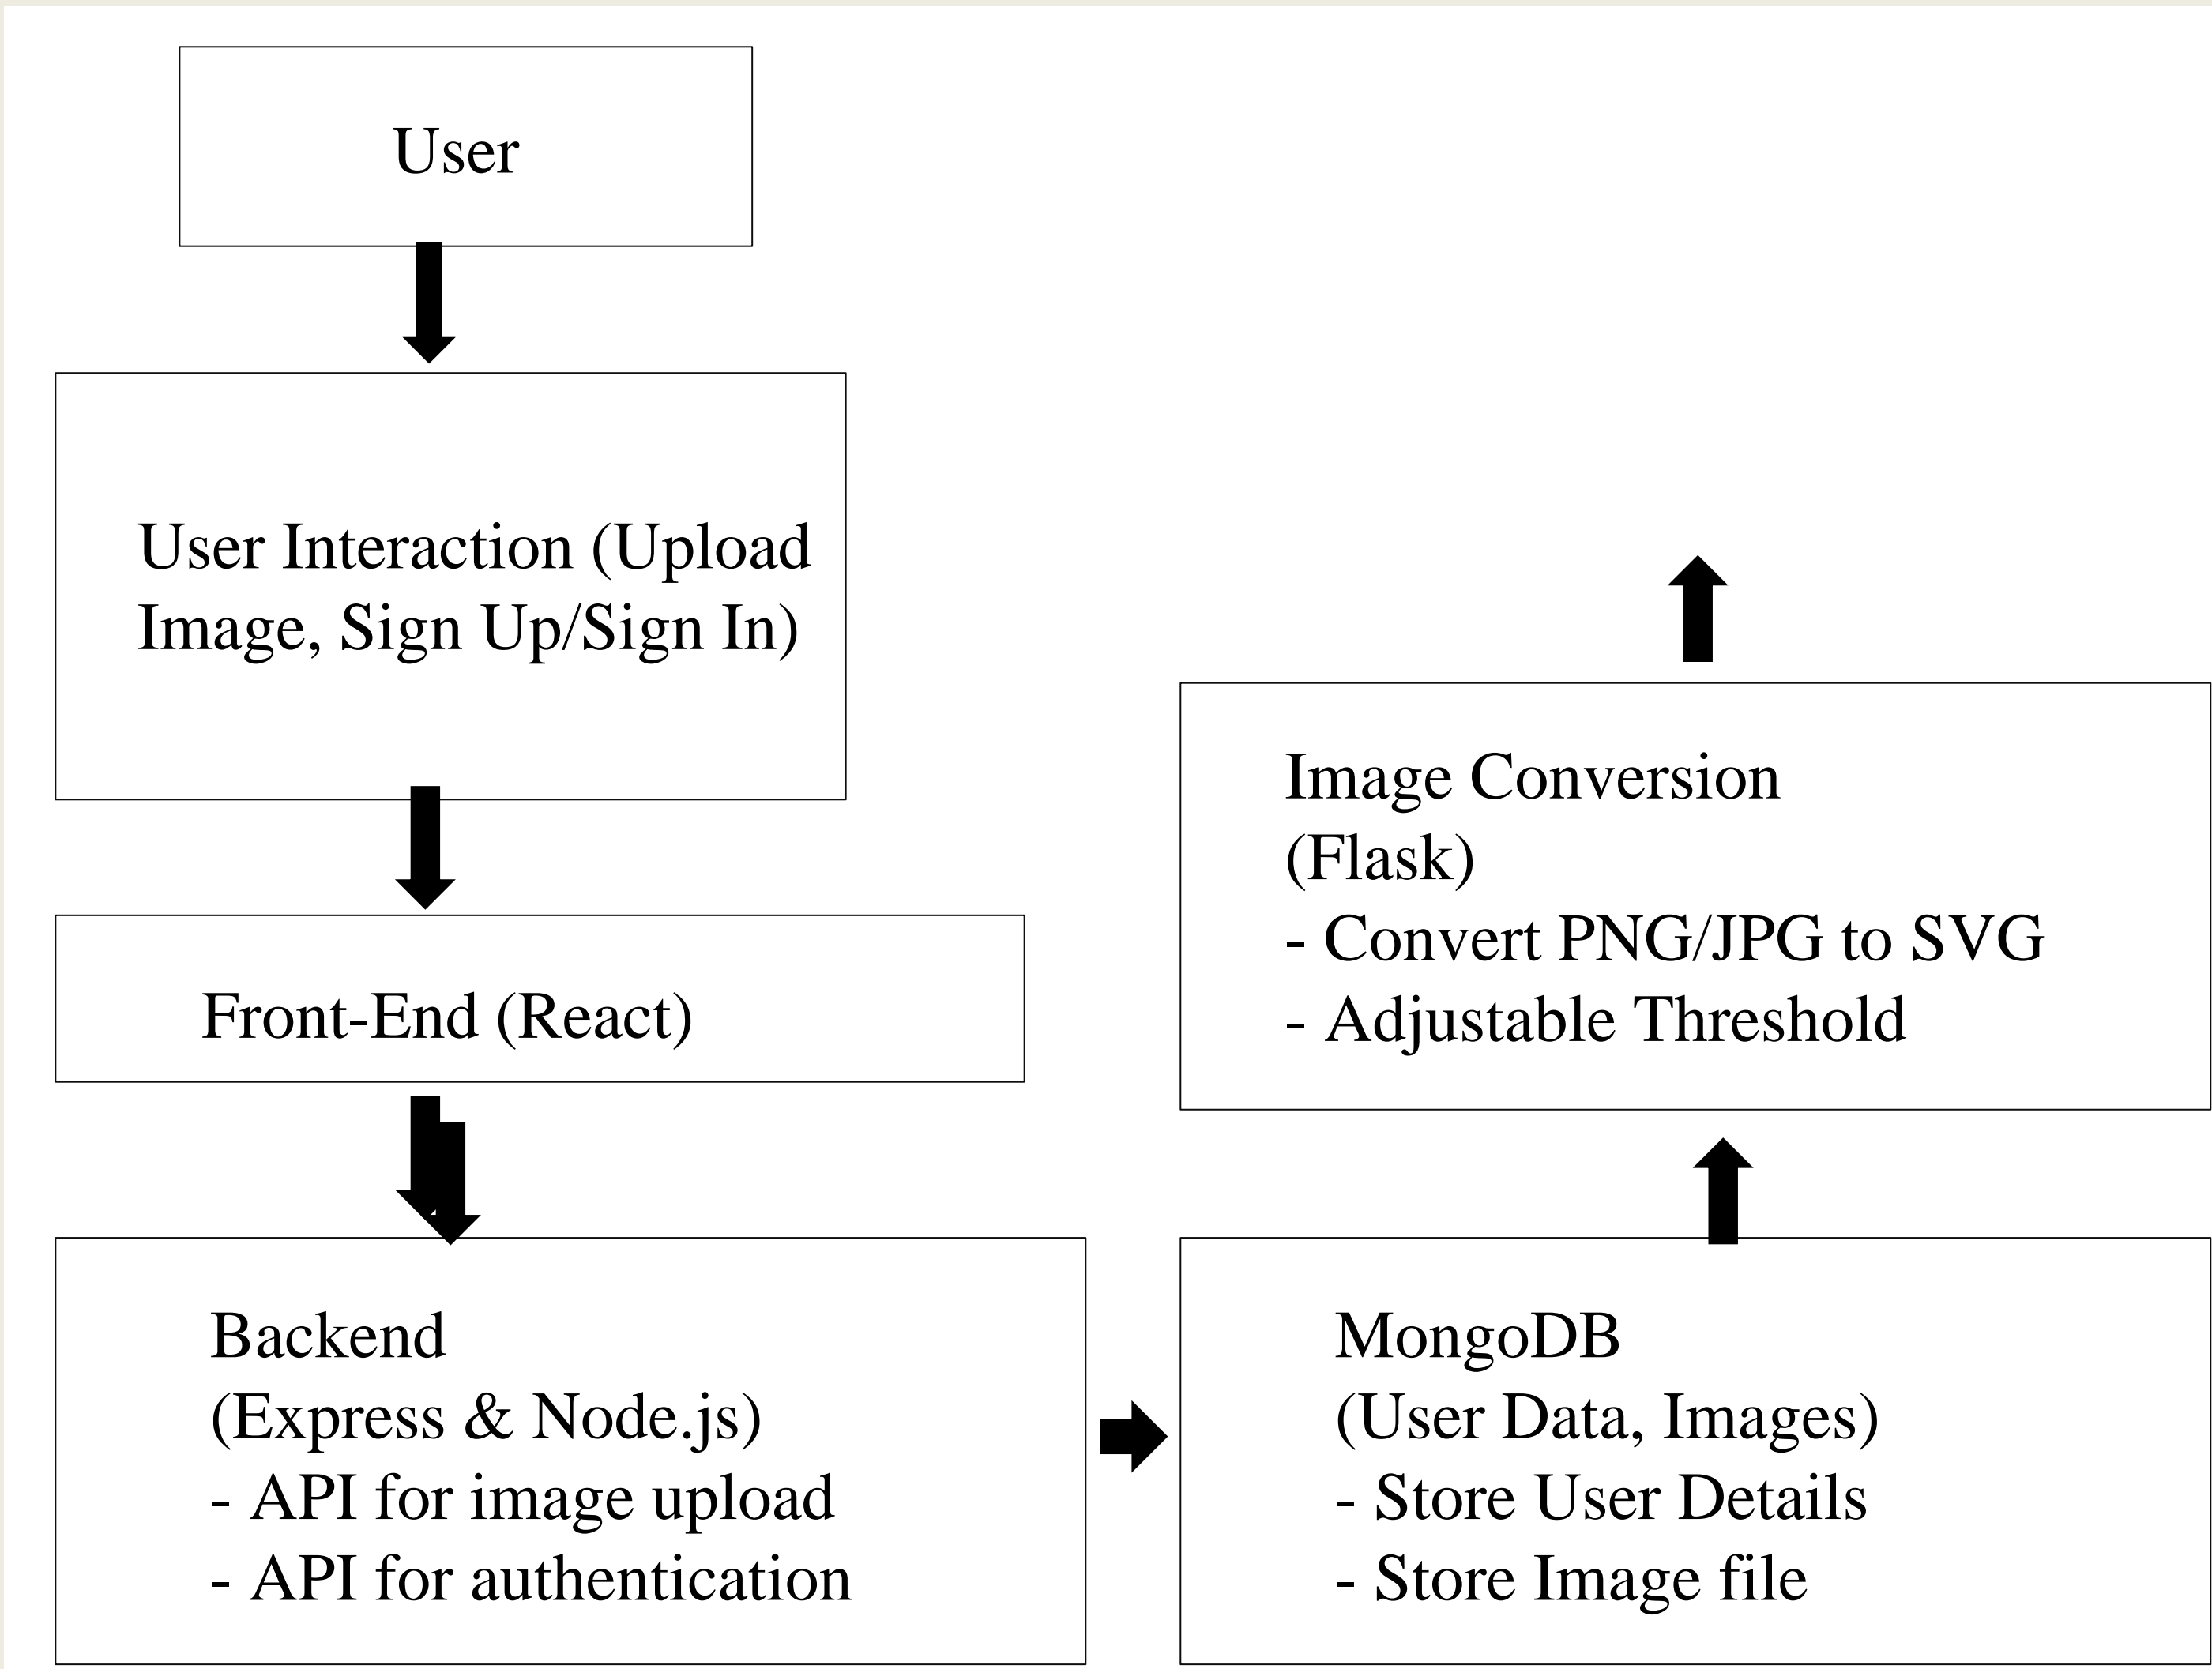 User
User Interaction (Upload
Image, Sign Up/Sign In)
Front-End (React)
Backend
(Express & Node.js)
- API for image upload
- API for authentication
Image Conversion
(Flask)
- Convert PNG/JPG to SVG
- Adjustable Threshold
MongoDB
(User Data, Images)
- Store User Details
- Store Image file